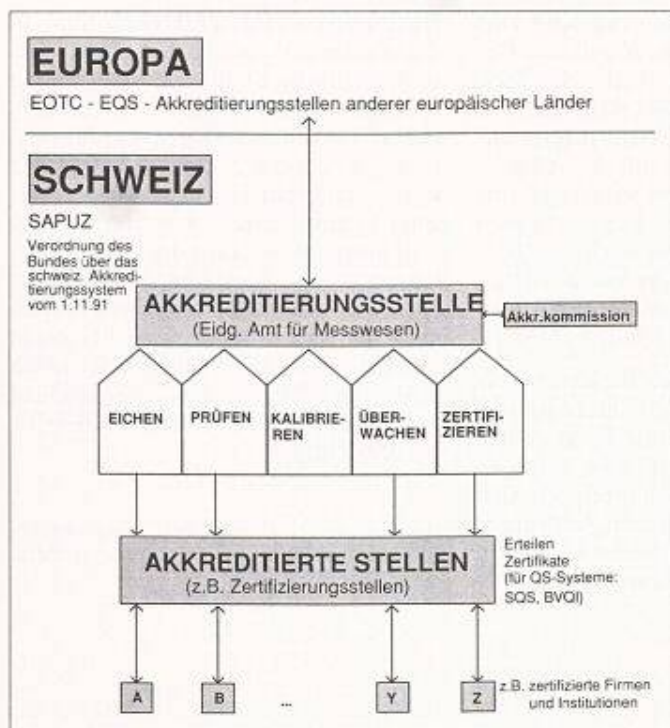 EUROPA
EOTC - EQS - Akkreditierungsstellen anderer europäischer Länder
SCHWEIZ
SAPUZ
Verordnung des
Bundes über das
schweiz. Akkredi-
tierungssystem
vom 1.11.91
AKKREDITIERUNGSSTELLE
(Eidg. Amt für Messwesen)
Akkr.kommission
EICHEN
PRÜFEN
KALIBRIE-
REN
ÜBER-
WACHEN
ZERTIFI-
ZIEREN
AKKREDITIERTE STELLEN
(z.B. Zertifizierungsstellen)
Erteilen
Zertifikate
(für QS-Systeme:
SQS, BVQI)
A
B
...
Y
Z
z.B. zertifizierte Firmen
und Institutionen